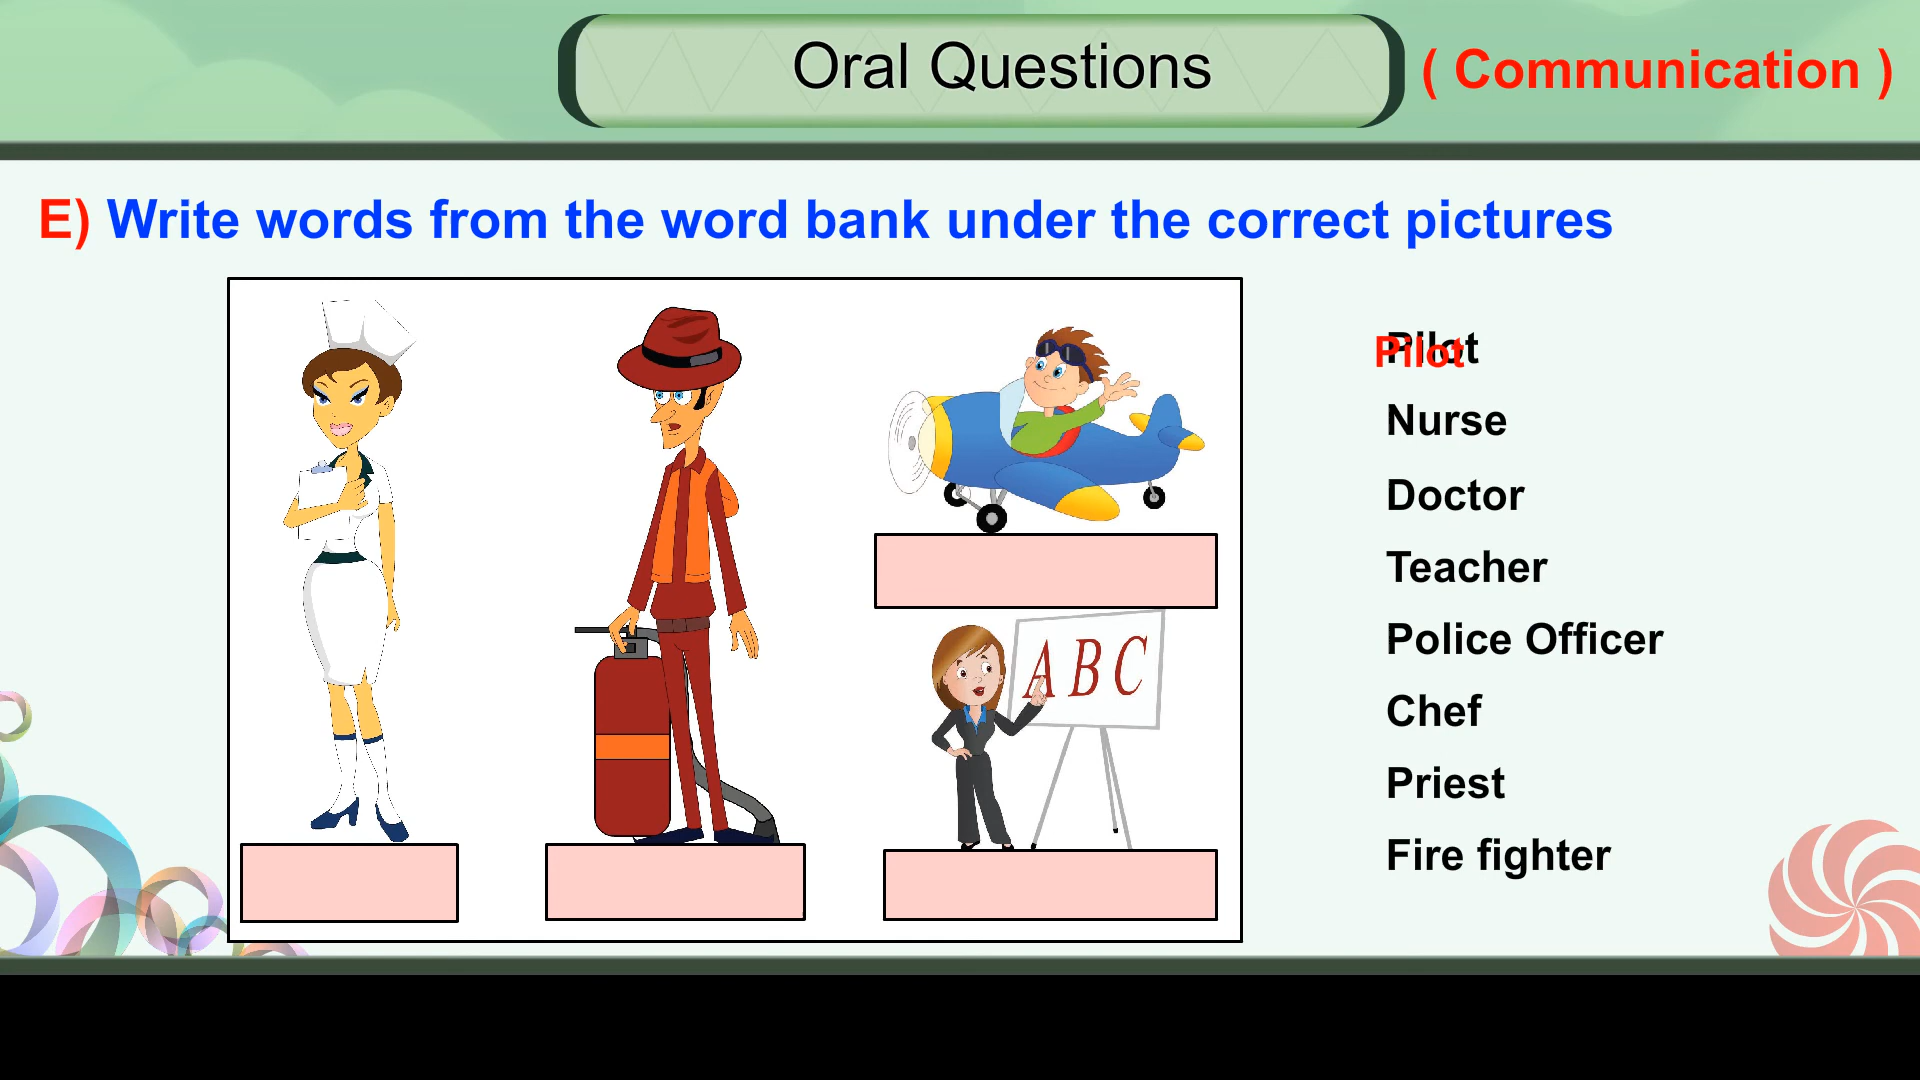 Oral Questions
( Communication )
E) Write words from the word bank under the correct pictures
Pilot
Pilot
Nurse
Doctor
Teacher
Police Officer
Chef
Priest
Fire fighter
A B C